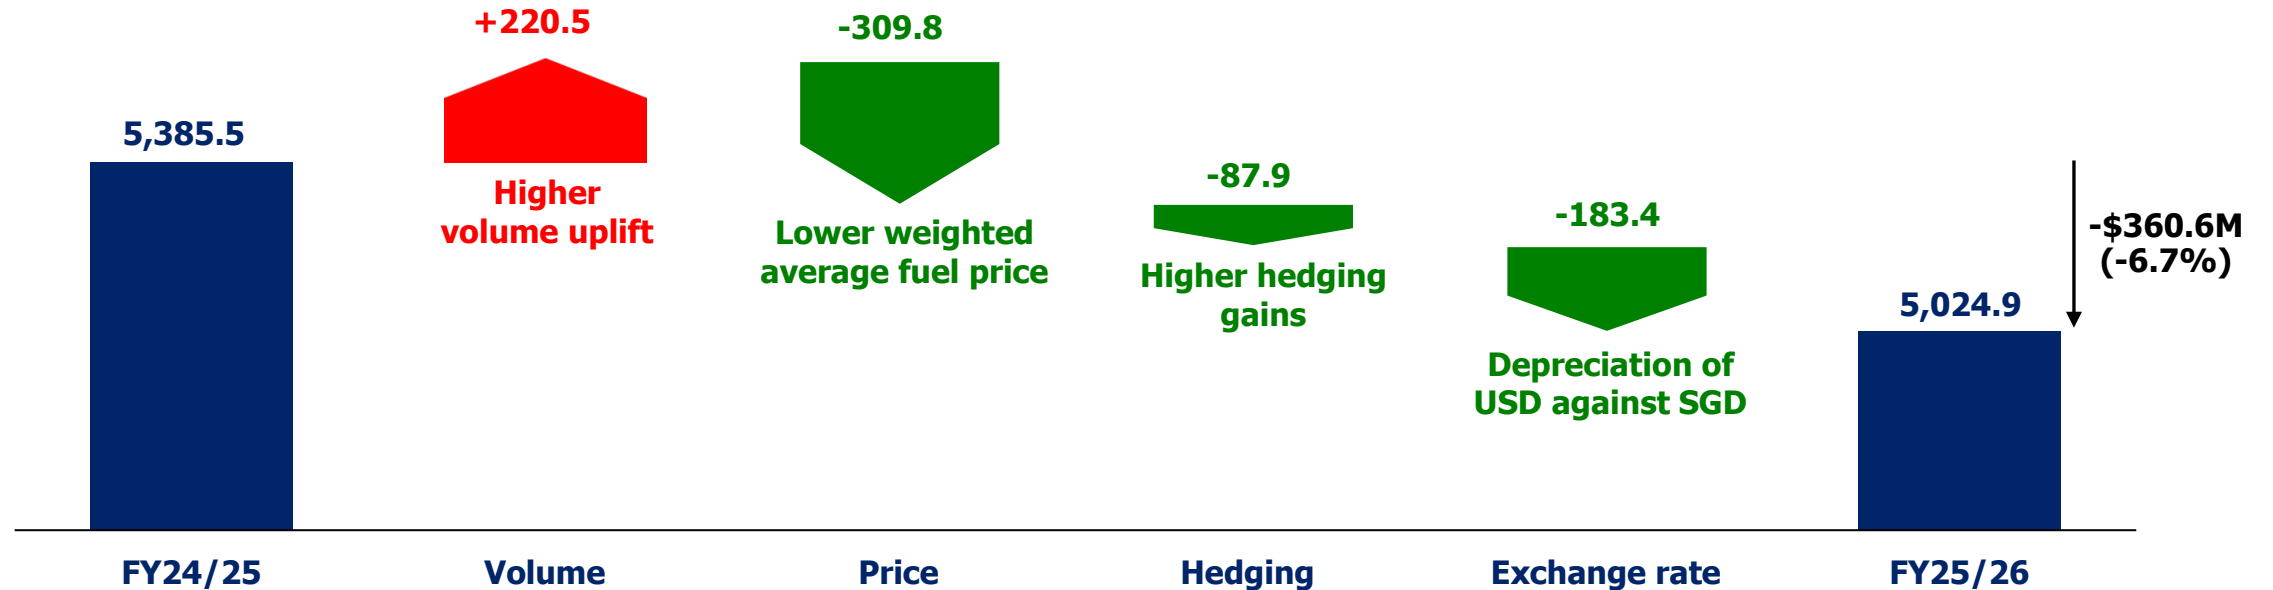 +220.5
-309.8
5,385.5
-87.9
Higher
volume uplift
-183.4
Lower weighted
average fuel price
-$360.6M
(-6.7%)
Higher hedging
gains
5,024.9
Depreciation of
USD against SGD
FY24/25
Volume
Price
Hedging
Exchange rate
FY25/26